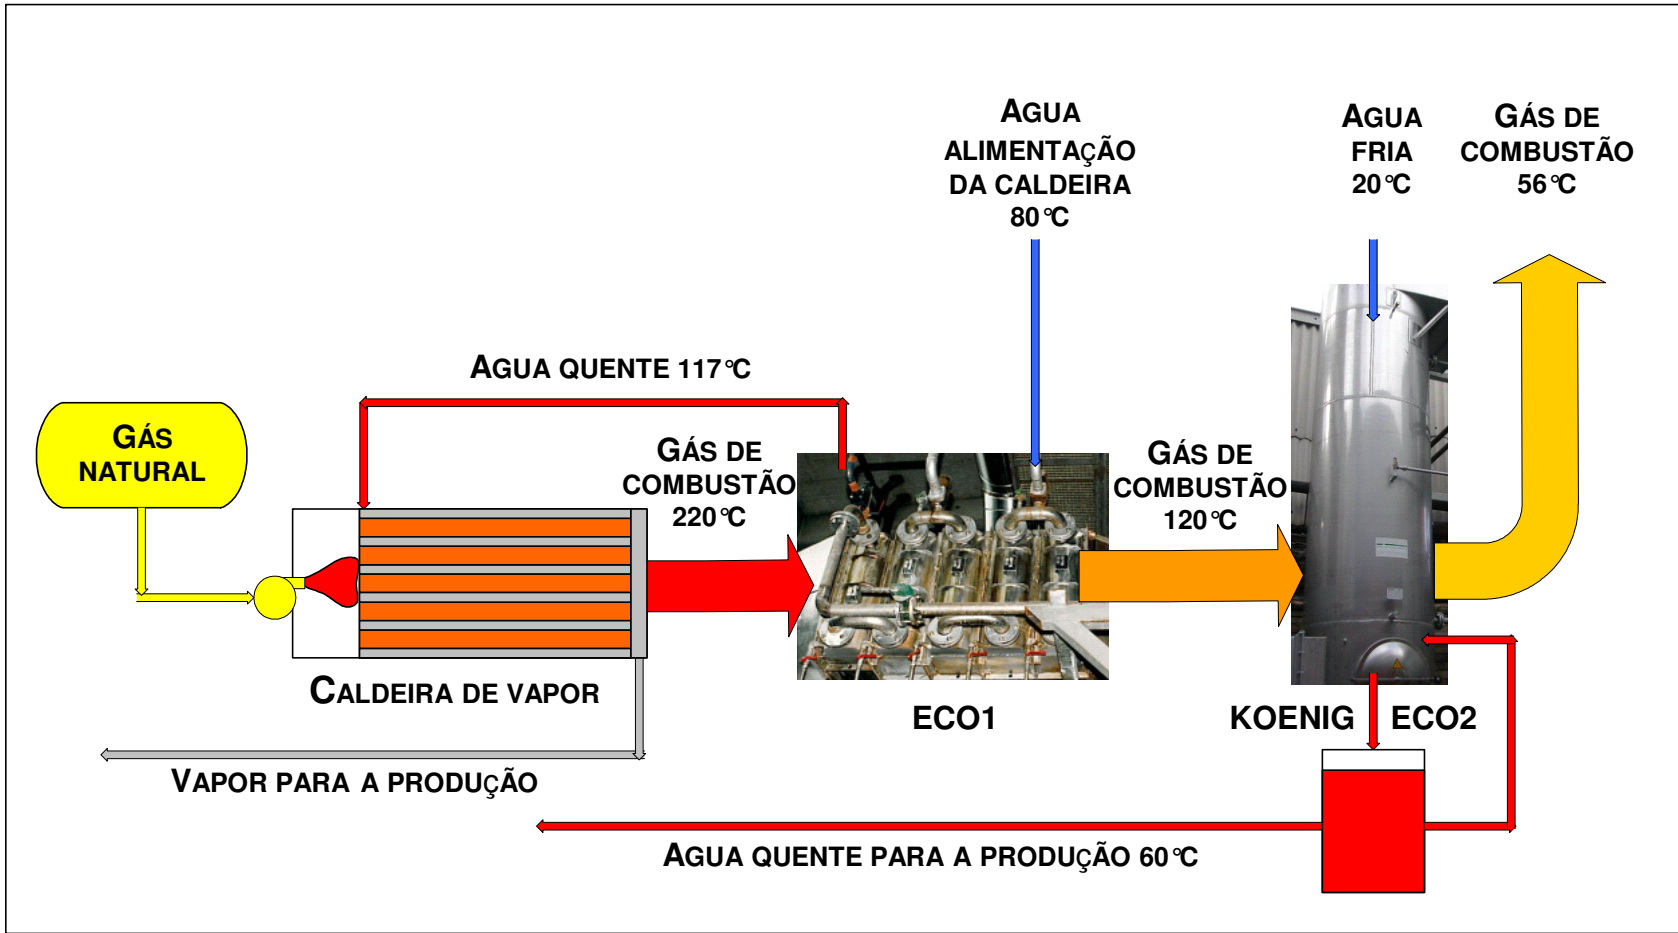 AGUA
ALIMENTAÇÃO
DA CALDEIRA
80°C
AGUA
FRIA
20°C
GÁS DE
COMBUSTÃO
56°C
AGUA QUENTE 117°C
GÁS
NATURAL
GÁS DE
COMBUSTÃO
220°C
GÁS DE
COMBUSTÃO
120°C
CALDEIRA DE VAPOR
ECO1
KOENIG
ECO2
VAPOR PARA A PRODUÇÃO
AGUA QUENTE PARA A PRODUÇÃO 60°C